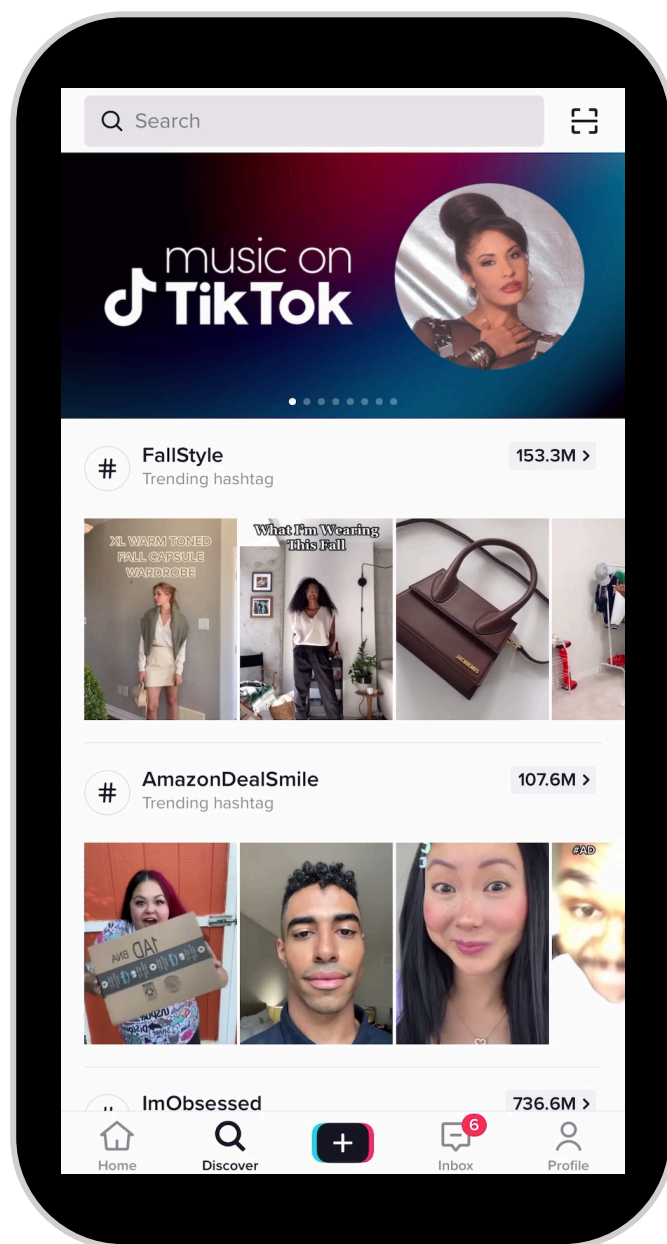 Search
music on
TikTok
FallStyle
153.3M >
Trending hashtag
XL WARM TONED
FALL CAPSULE
WARDROBE
What I'm Wearing
This Fall
JACQUEMUS
AmazonDealSmile
107.6M >
Trending hashtag
#AD
ImObsessed
736.6M >
6
Home
Discover
Inbox
Profile